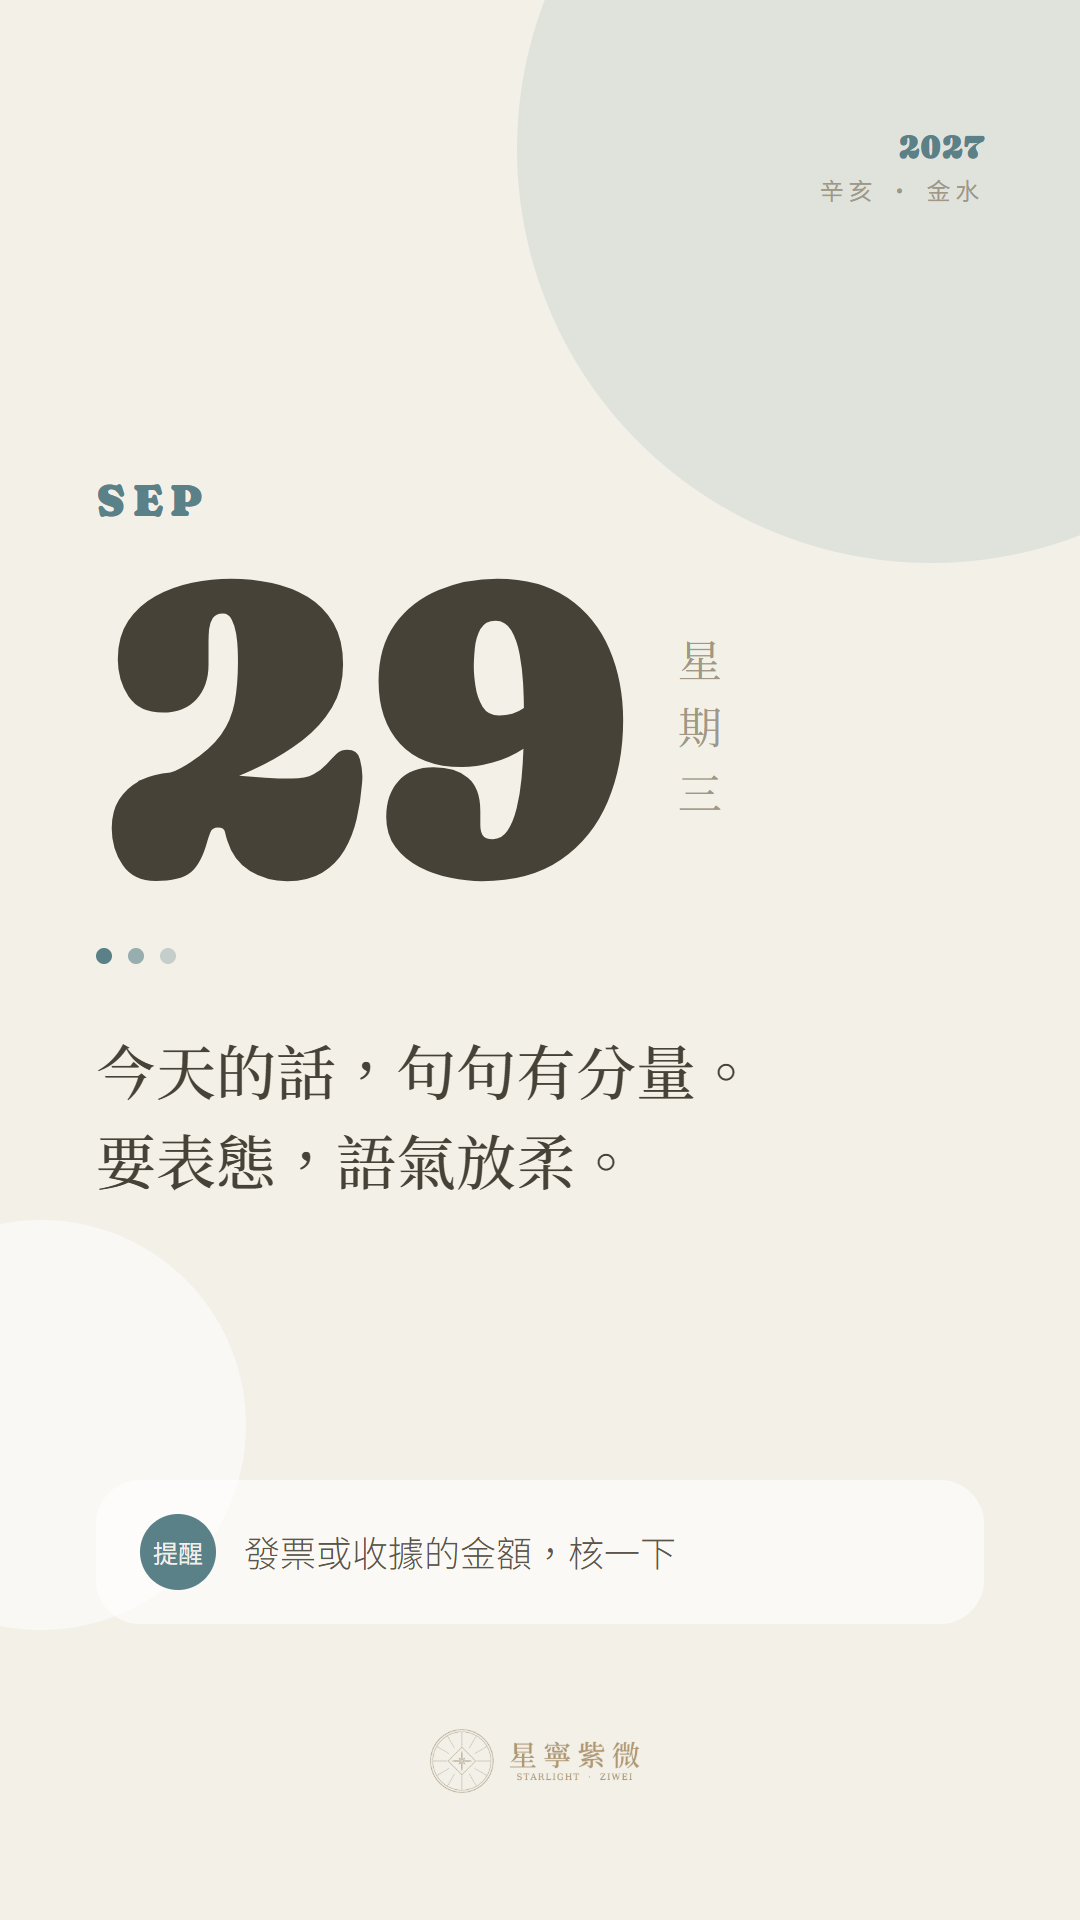 2027
辛亥 · 金水
SEP
29
星期三
今天的話，句句有分量。
要表態，語氣放柔。
提醒
發票或收據的金額，核一下
星寧紫微
STARLIGHT · ZIWEI